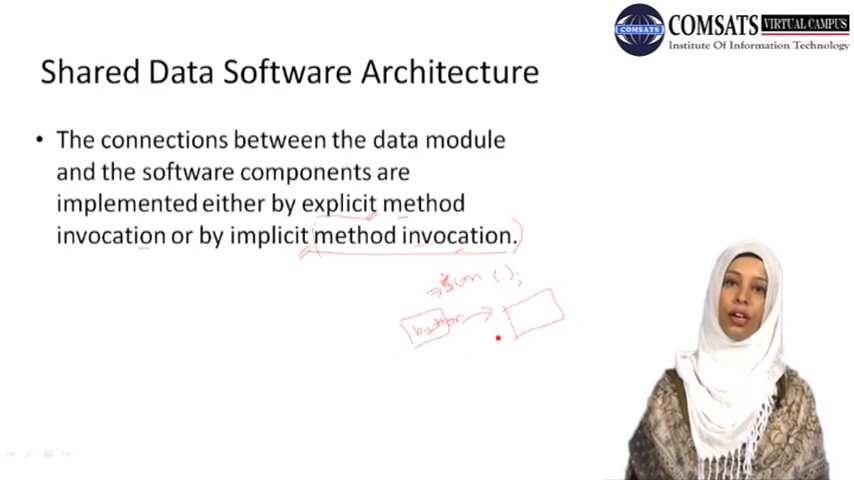 COMSATS VIRTUAL CAMPUS
COMSATS
Institute Of Information Technology
Shared Data Software Architecture
• The connections between the data module
and the software components are
implemented either by explicit method
invocation or by implicit method invocation.
Sum ();
button